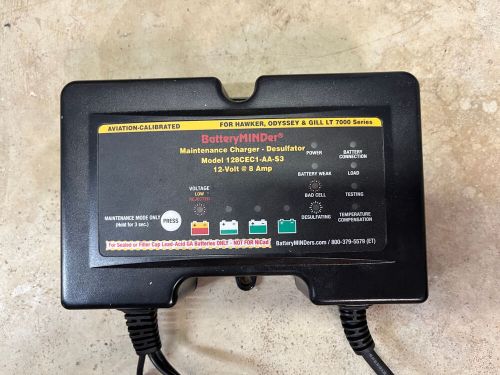 AVIATION-CALIBRATED
FOR HAWKER, ODYSSEY & GILL LT 7000 Series
BatteryMINDer®
Maintenance Charger - Desulfator
Model 128CEC1-AA-S3
12-Volt @ 8 Amp
POWER
BATTERY CONNECTION
BATTERY WEAK
LOAD
VOLTAGE
LOW
REJECTED
BAD CELL
TESTING
MAINTENANCE MODE ONLY
(Hold for 3 sec.)
PRESS
DESULFATING
TEMPERATURE COMPENSATION
For Sealed or Filler Cap Lead-Acid GA Batteries ONLY - NOT FOR NiCad
BatteryMINDers.com / 800-379-5579 (ET)